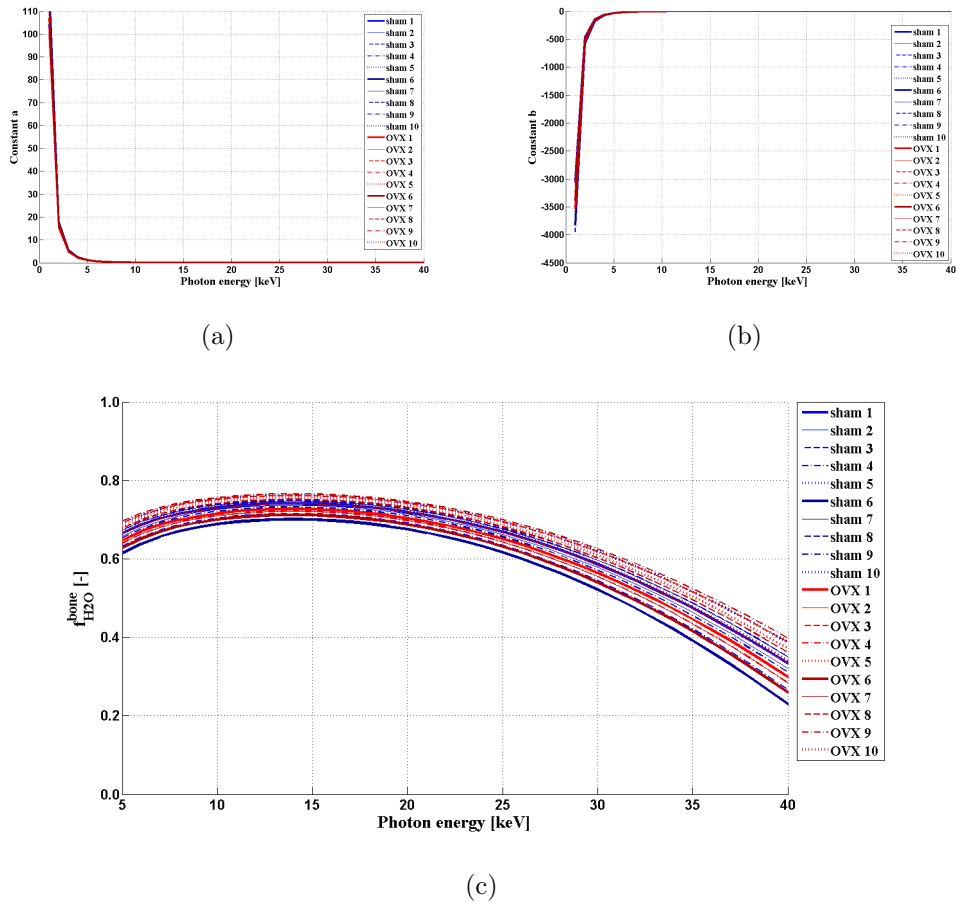 110
100
90
80
70
60
50
40
30
20
10
0
Constant a
0 5 10 15 20 25 30 35 40
Photon energy [keV]
sham 1
sham 2
sham 3
sham 4
sham 5
sham 6
sham 7
sham 8
sham 9
sham 10
OVX 1
OVX 2
OVX 3
OVX 4
OVX 5
OVX 6
OVX 7
OVX 8
OVX 9
OVX 10
(a)
0
-500
-1000
-1500
-2000
-2500
-3000
-3500
-4000
-4500
Constant b
0 5 10 15 20 25 30 35 40
Photon energy [keV]
sham 1
sham 2
sham 3
sham 4
sham 5
sham 6
sham 7
sham 8
sham 9
sham 10
OVX 1
OVX 2
OVX 3
OVX 4
OVX 5
OVX 6
OVX 7
OVX 8
OVX 9
OVX 10
(b)
1.0
0.8
0.6
0.4
0.2
0.0
f bone H2O [-]
5 10 15 20 25 30 35 40
Photon energy [keV]
sham 1
sham 2
sham 3
sham 4
sham 5
sham 6
sham 7
sham 8
sham 9
sham 10
OVX 1
OVX 2
OVX 3
OVX 4
OVX 5
OVX 6
OVX 7
OVX 8
OVX 9
OVX 10
(c)